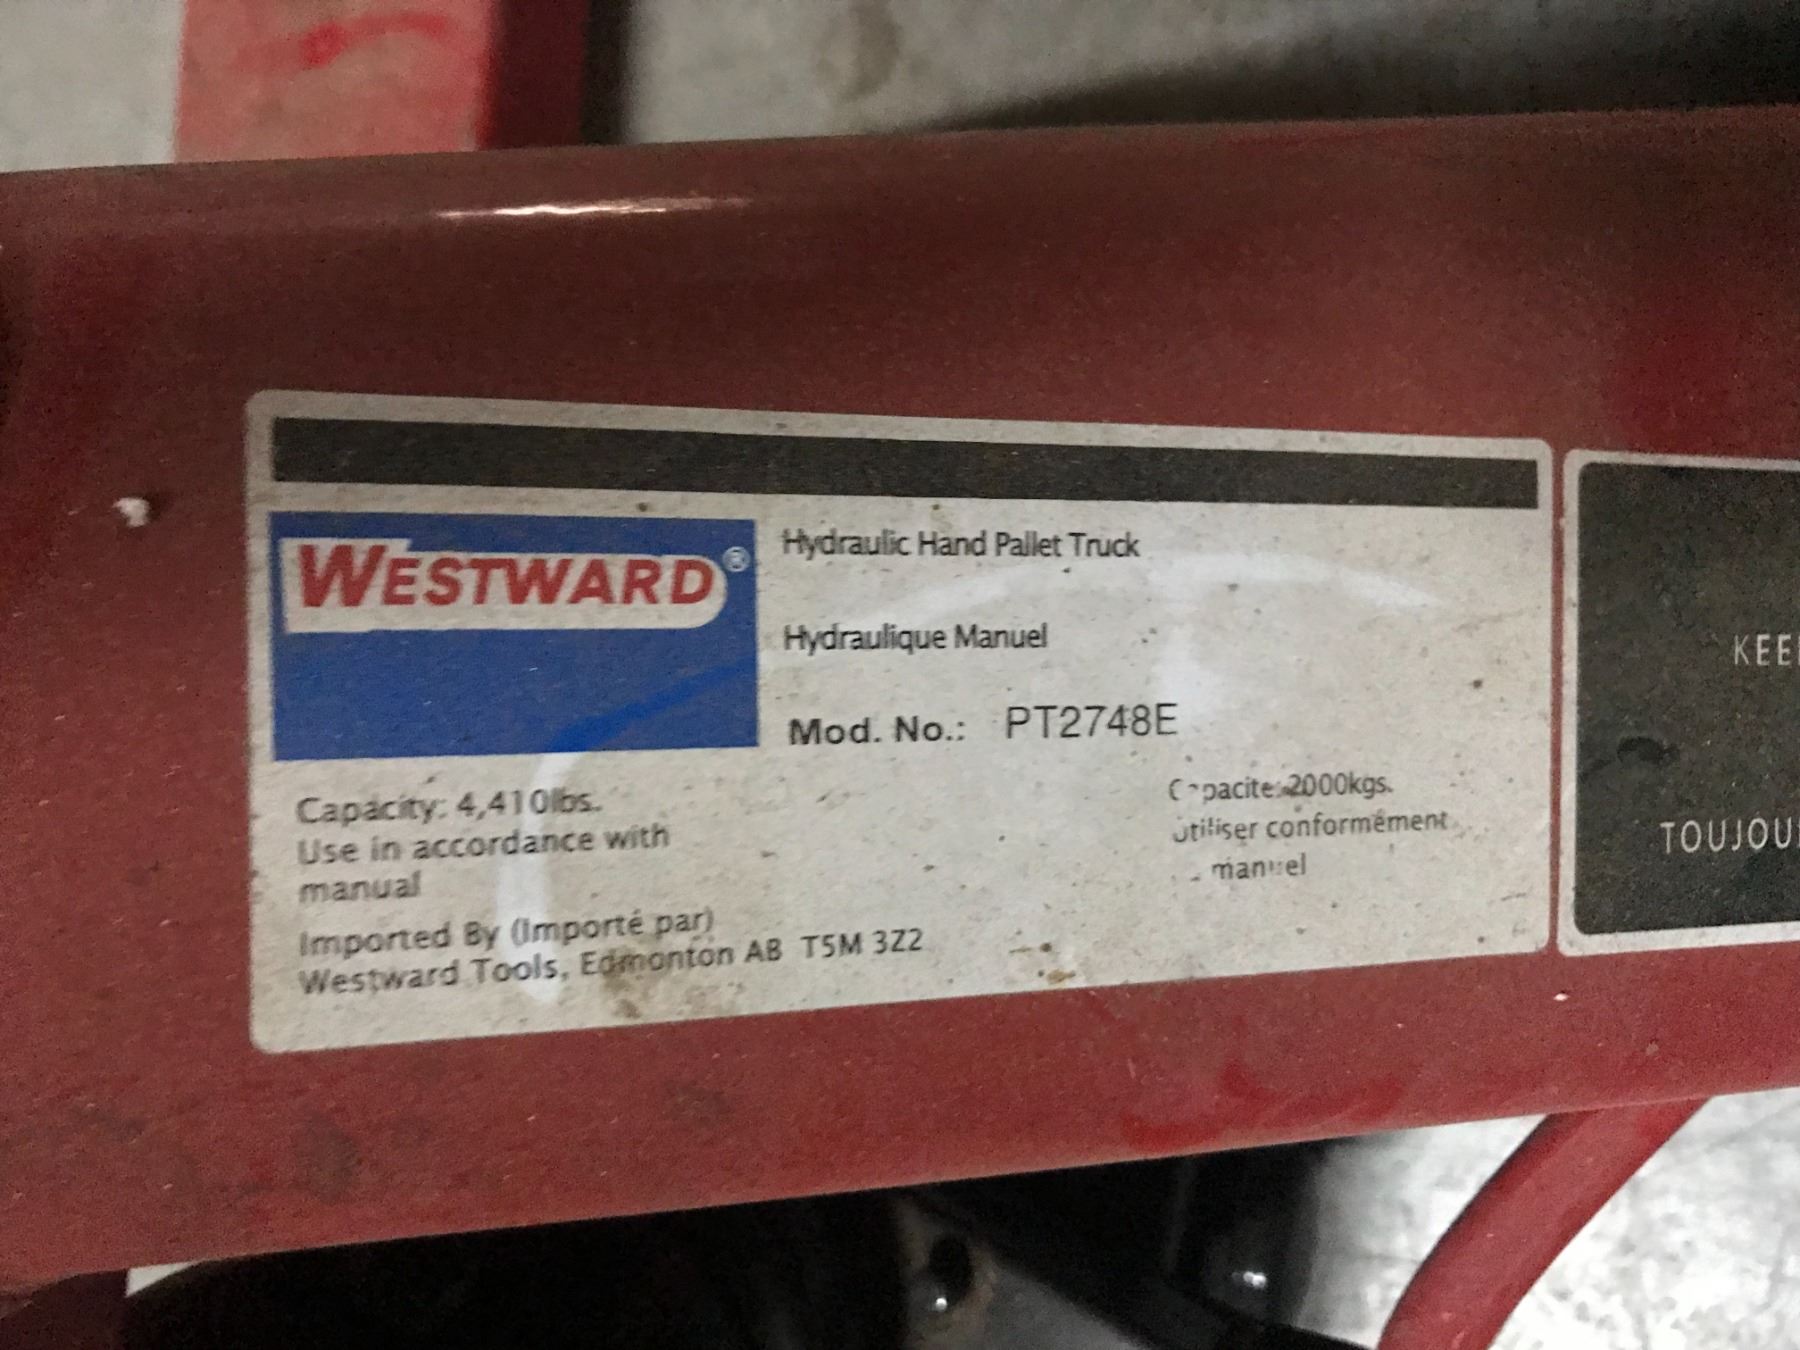 WESTWARD®
Hydraulic Hand Pallet Truck
Hydraulique Manuel
Mod. No.: PT2748E
Capacity: 4,410lbs.
Use in accordance with
manual
Imported By (Importé par)
Westward Tools, Edmonton AB T5M 3Z2
Capacite: 2000kgs.
Utiliser conformément
manuel
KEE
TOUJOU